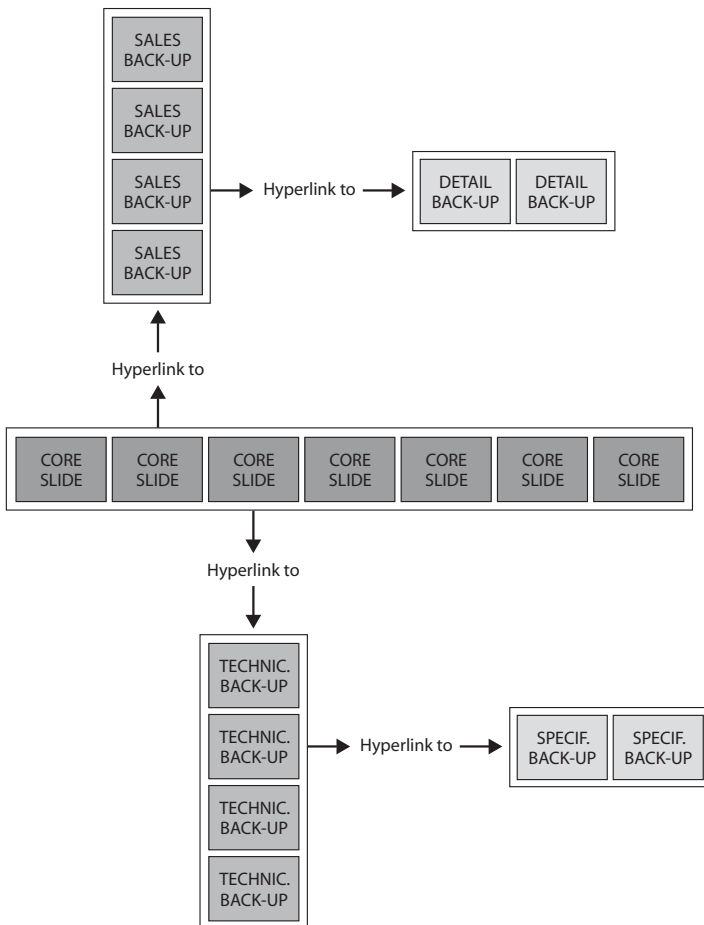 SALES
BACK-UP
SALES
BACK-UP
SALES
BACK-UP
SALES
BACK-UP
Hyperlink to
DETAIL
BACK-UP
DETAIL
BACK-UP
Hyperlink to
CORE
SLIDE
CORE
SLIDE
CORE
SLIDE
CORE
SLIDE
CORE
SLIDE
CORE
SLIDE
CORE
SLIDE
Hyperlink to
TECHNIC.
BACK-UP
TECHNIC.
BACK-UP
TECHNIC.
BACK-UP
TECHNIC.
BACK-UP
Hyperlink to
SPECIF.
BACK-UP
SPECIF.
BACK-UP